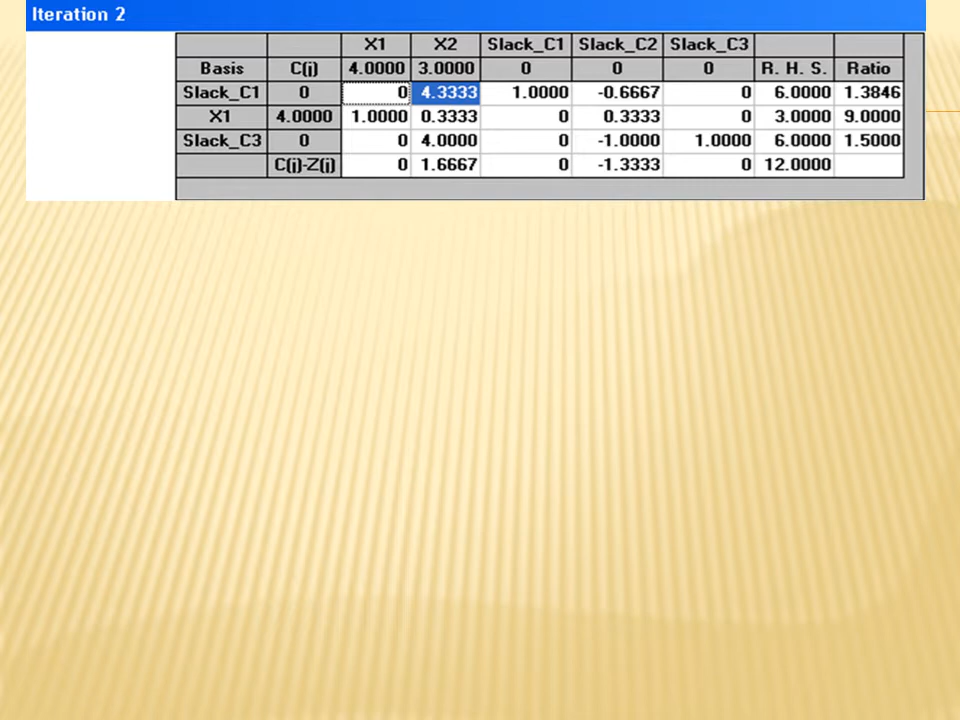 Iteration 2
X1 X2 Slack_C1 Slack_C2 Slack_C3
Basis C(j) 4.0000 3.0000 0 0 0 R. H. S. Ratio
Slack_C1 0 0 4.3333 1.0000 -0.6667 0 6.0000 1.3846
X1 4.0000 1.0000 0.3333 0 0.3333 0 3.0000 9.0000
Slack_C3 0 0 4.0000 0 -1.0000 1.0000 6.0000 1.5000
C(j)-Z(j) 0 1.6667 0 -1.3333 0 12.0000